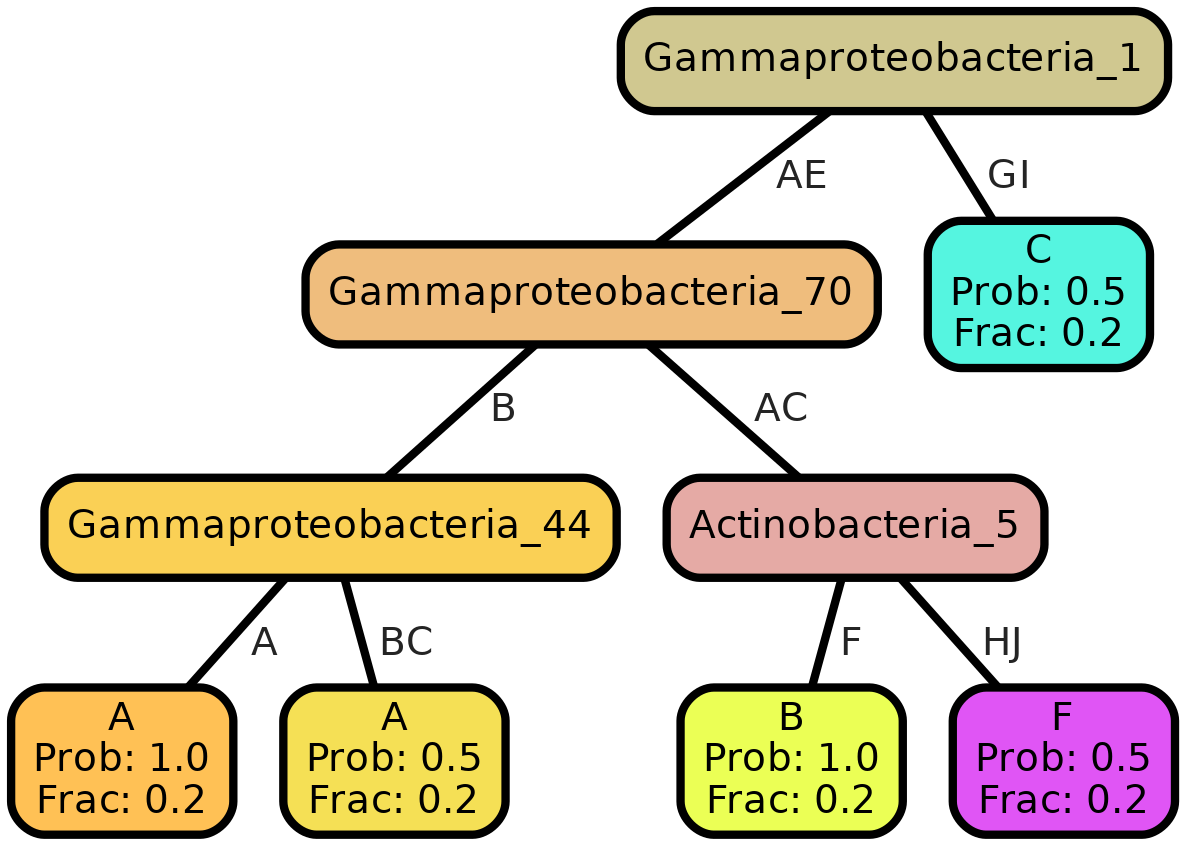 Gammaproteobacteria_1
AE
GI
Gammaproteobacteria_70
C
Prob: 0.5
Frac: 0.2
B
AC
Gammaproteobacteria_44
Actinobacteria_5
A
BC
F
HJ
A
Prob: 1.0
Frac: 0.2
A
Prob: 0.5
Frac: 0.2
B
Prob: 1.0
Frac: 0.2
F
Prob: 0.5
Frac: 0.2